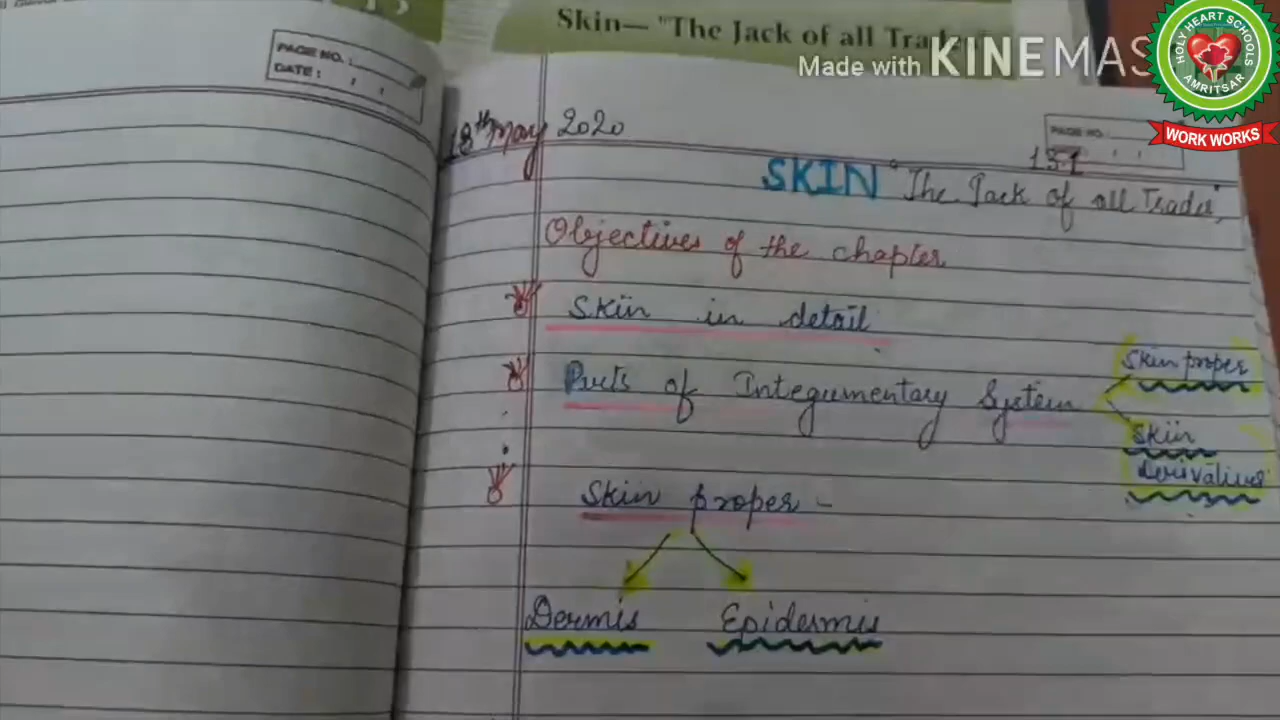 Skin— "The Jack of all Trades"
Made with KINEMAS
HOLY HEART SCHOOLS
AMRITSAR
WORK WORKS
PAGE NO.:
DATE:
18th May 2020
PAGE NO.:
151
SKIN "The Jack of all Trades",
Objectives of the chapter
Skin in detail
Parts of Integumentary System
Skin proper
Skin
Derivatives
Skin proper -
Dermis Epidermis